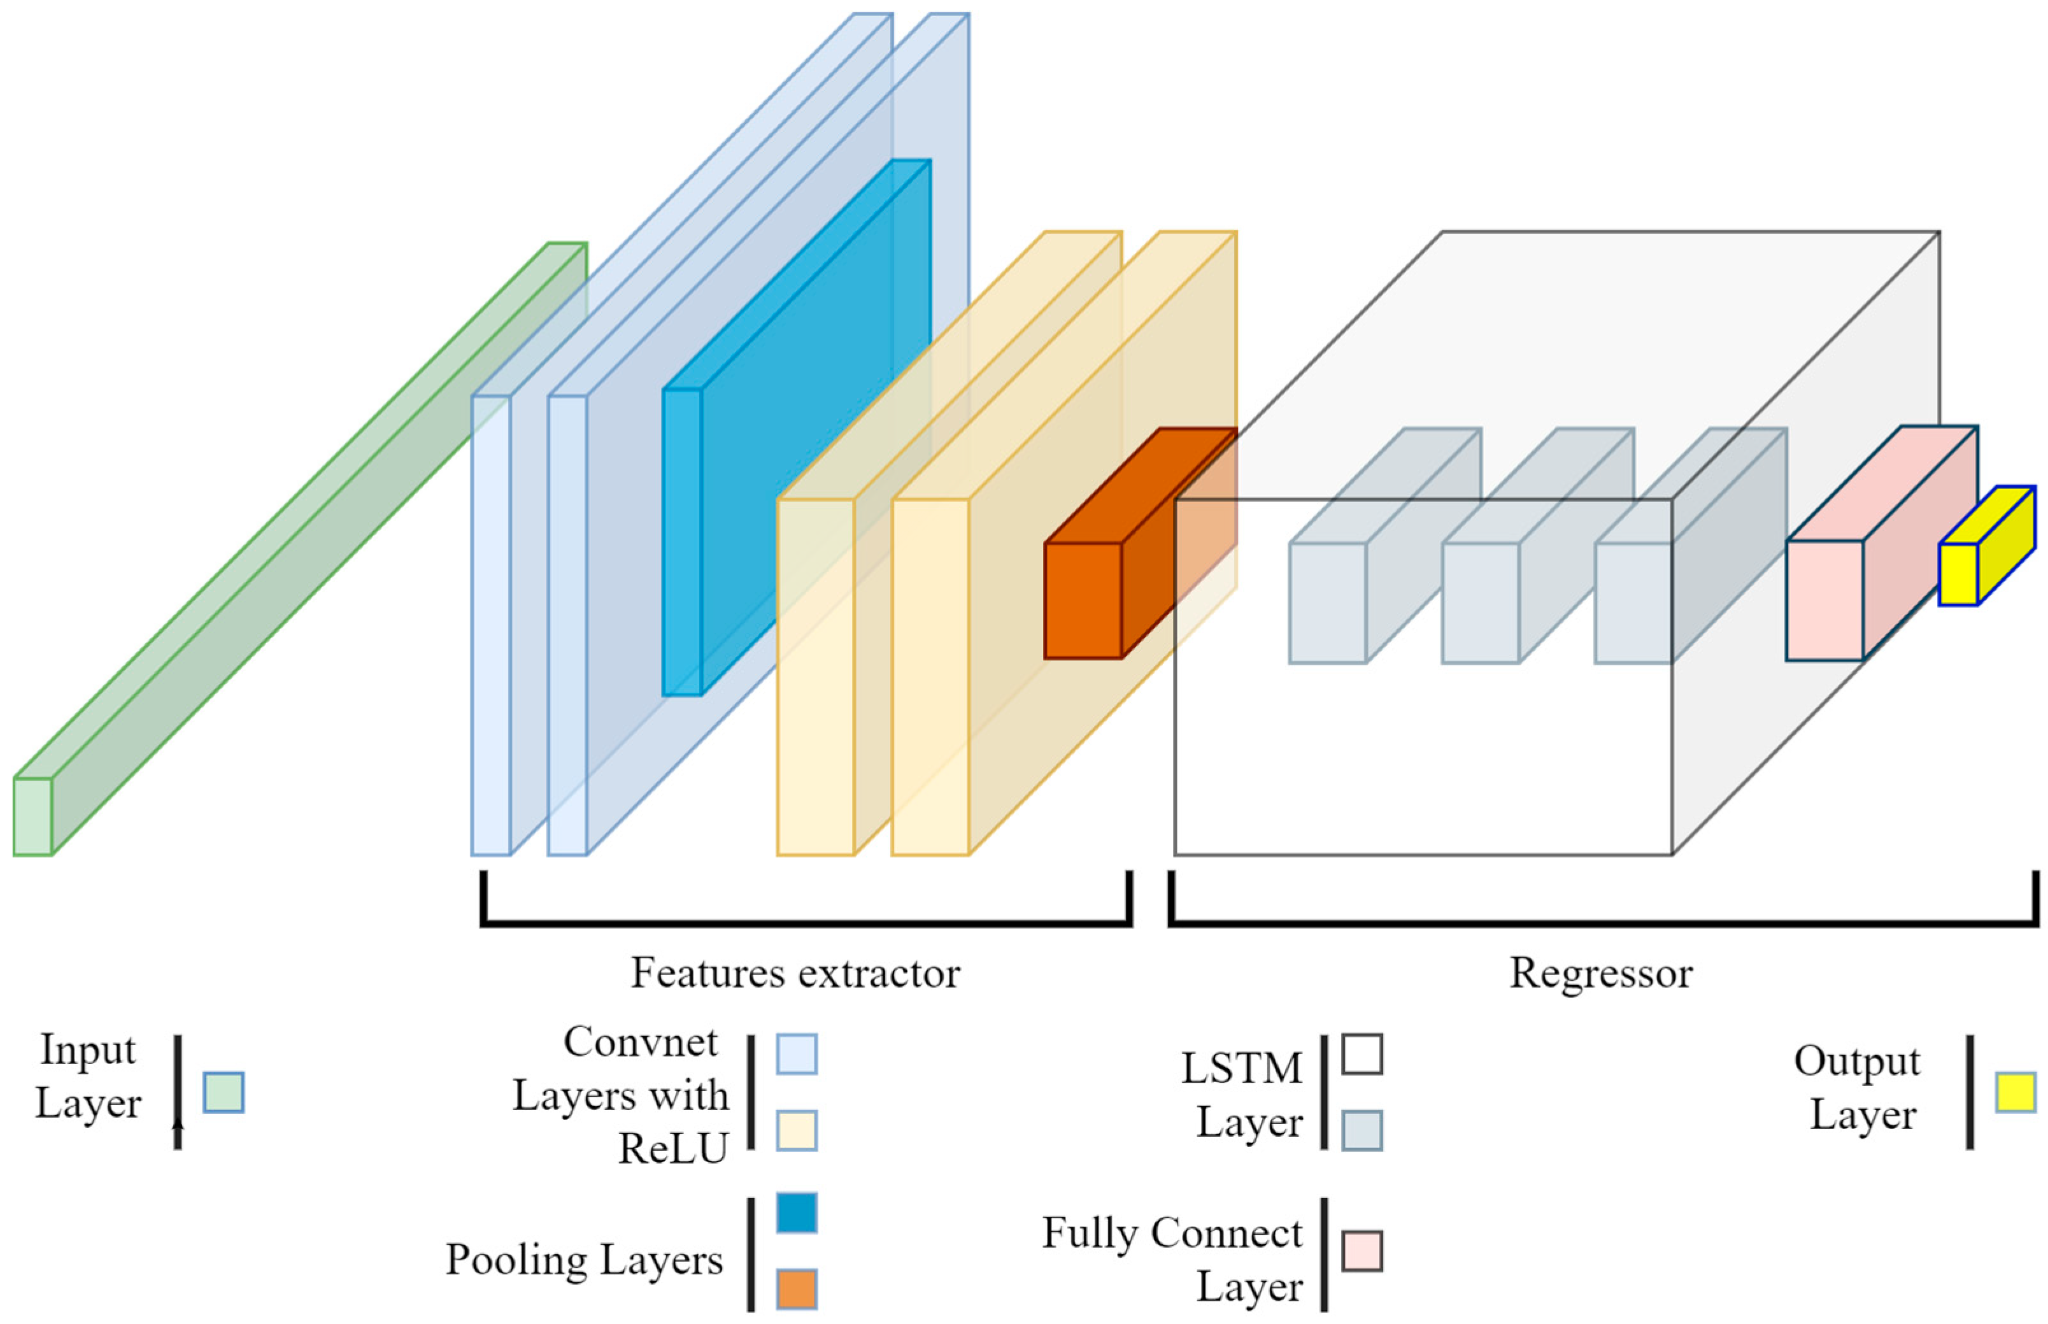 Features extractor
Regressor
Input
Layer
Convnet
Layers with
ReLU
Pooling Layers
LSTM
Layer
Fully Connect
Layer
Output
Layer